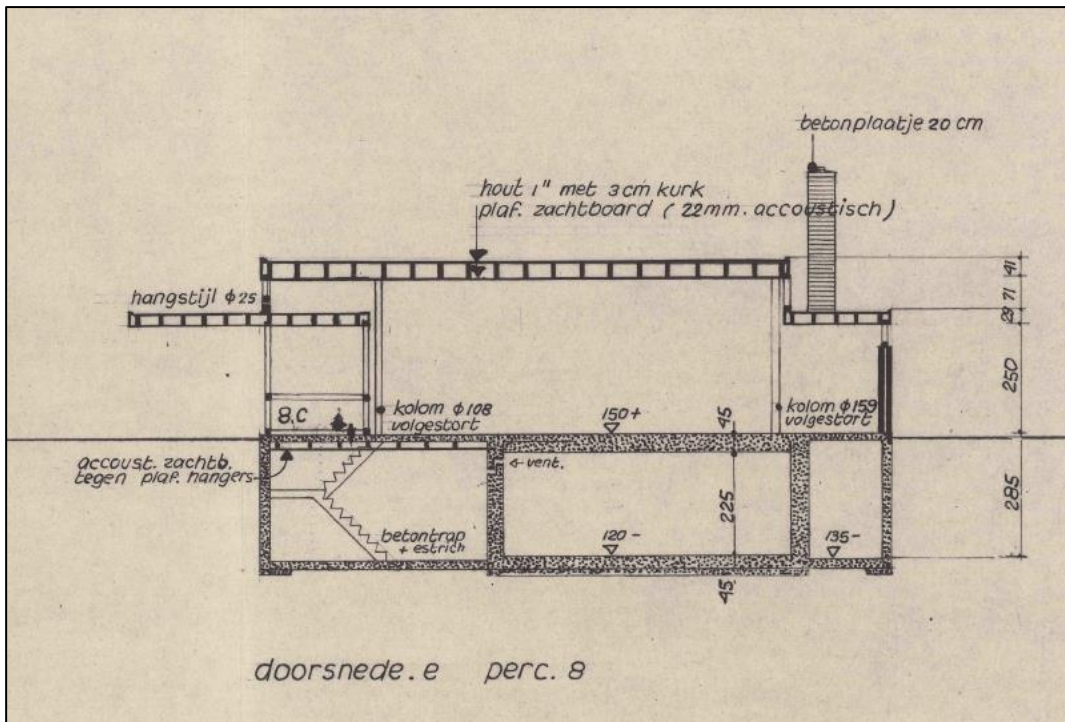 betonplaatje 20 cm
hout 1" met 3 cm kurk
plaf. zachtboard ( 22mm. accoustisch )
41
71
29
hangstijl ϕ25
250
8.C
kolom ϕ108
volgestort
150+
45
kolom ϕ159
volgestort
accoust. zachtb.
tegen plaf. hangers
vent.
225
285
betontrap
+ estrich
120-
135-
45
doorsnede.e perc. 8